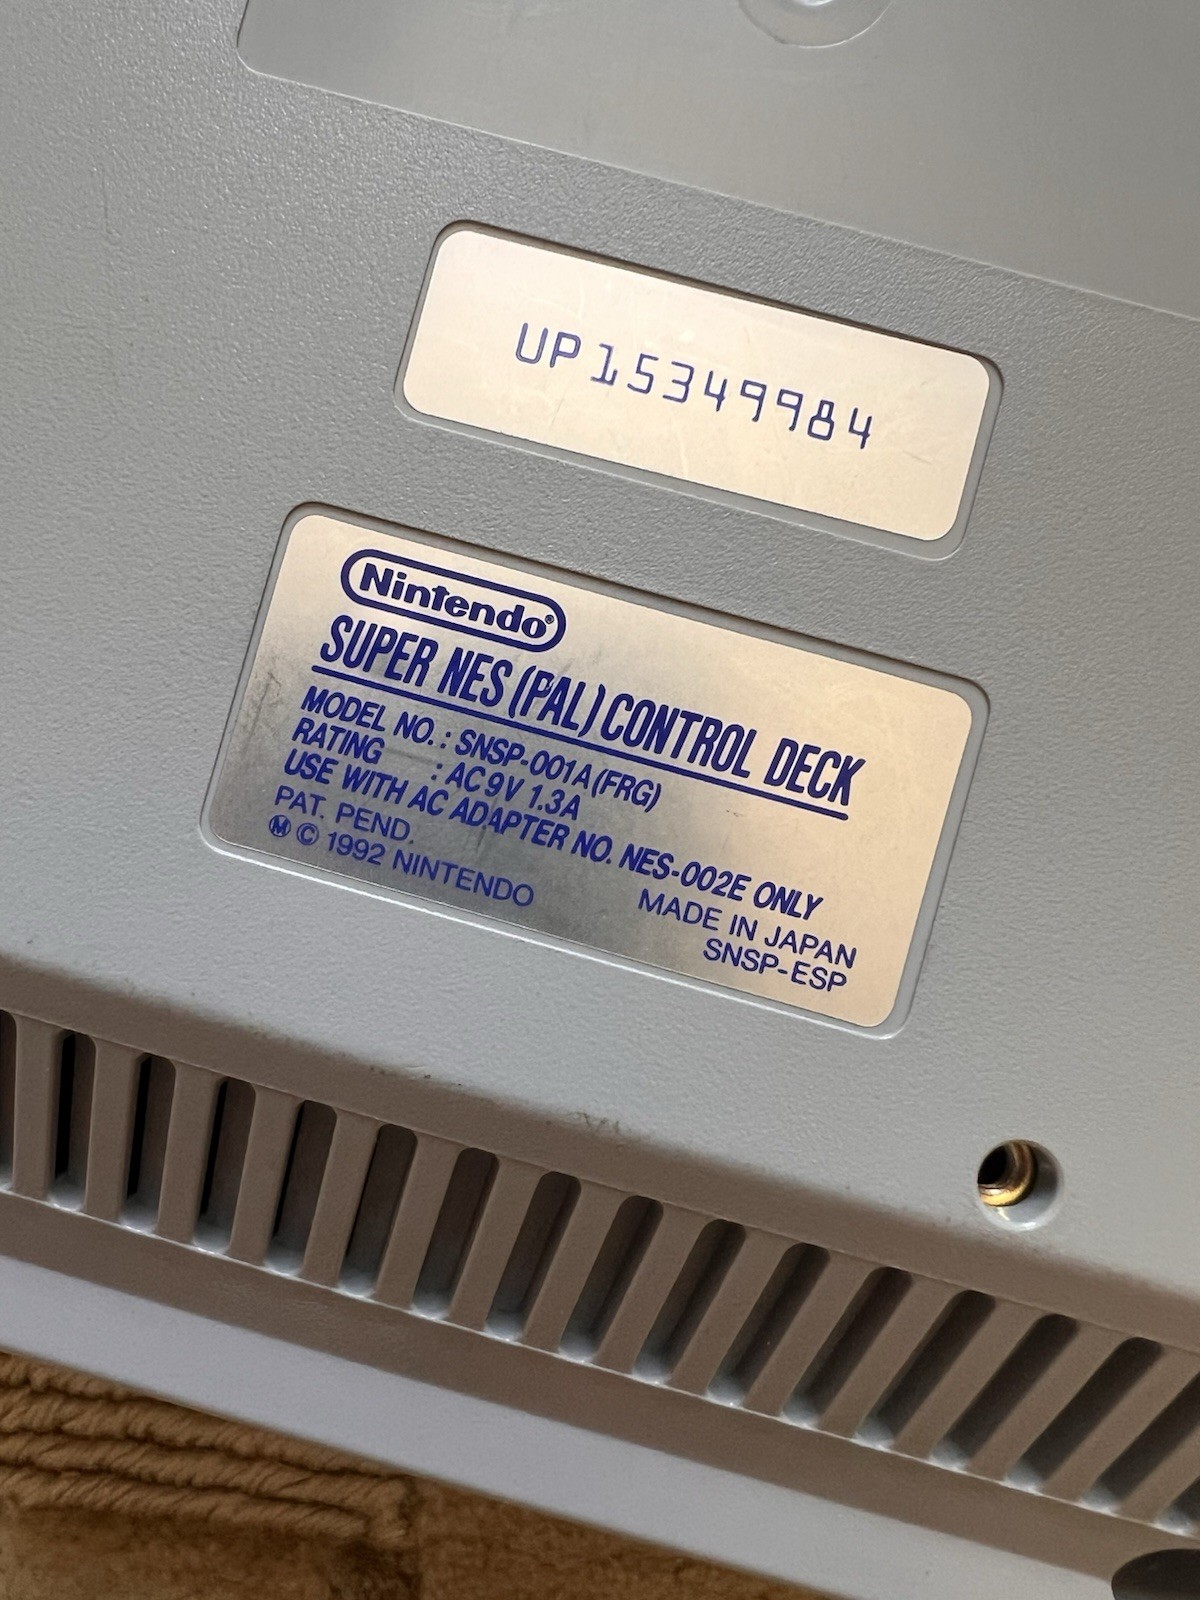 UP15349984
Nintendo®
SUPER NES (PAL) CONTROL DECK
MODEL NO. : SNSP-001A(FRG)
RATING : AC 9V 1.3A
USE WITH AC ADAPTER NO. NES-002E ONLY
PAT. PEND. MADE IN JAPAN
Ⓜ © 1992 NINTENDO SNSP-ESP